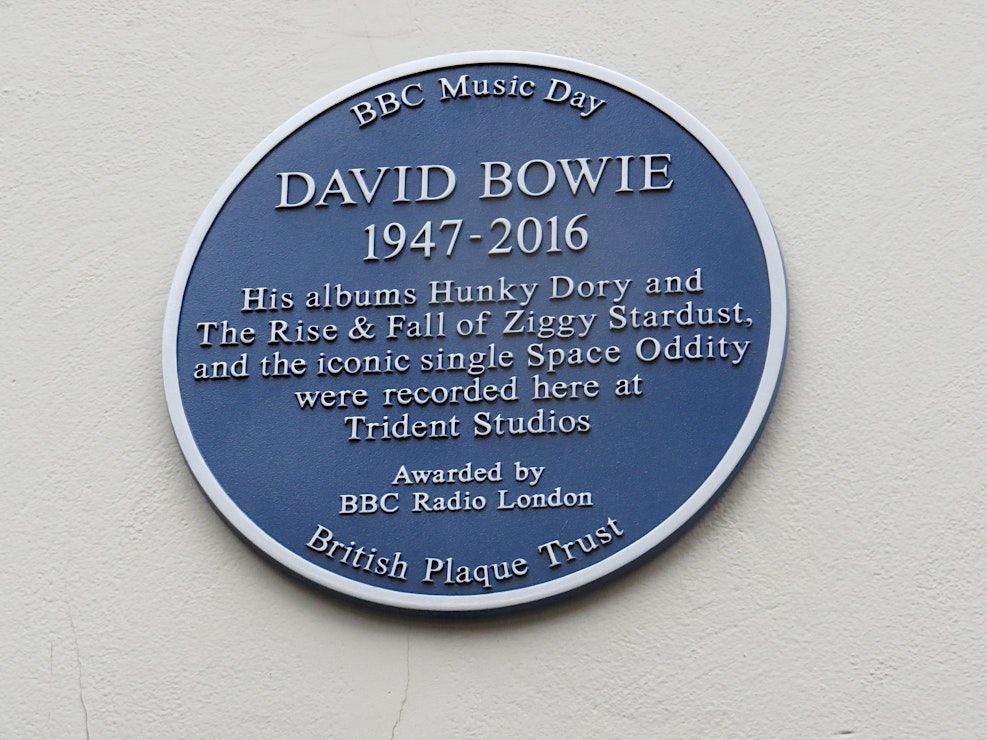 BBC Music Day
DAVID BOWIE
1947-2016
His albums Hunky Dory and
The Rise & Fall of Ziggy Stardust,
and the iconic single Space Oddity
were recorded here at
Trident Studios
Awarded by
BBC Radio London
British Plaque Trust